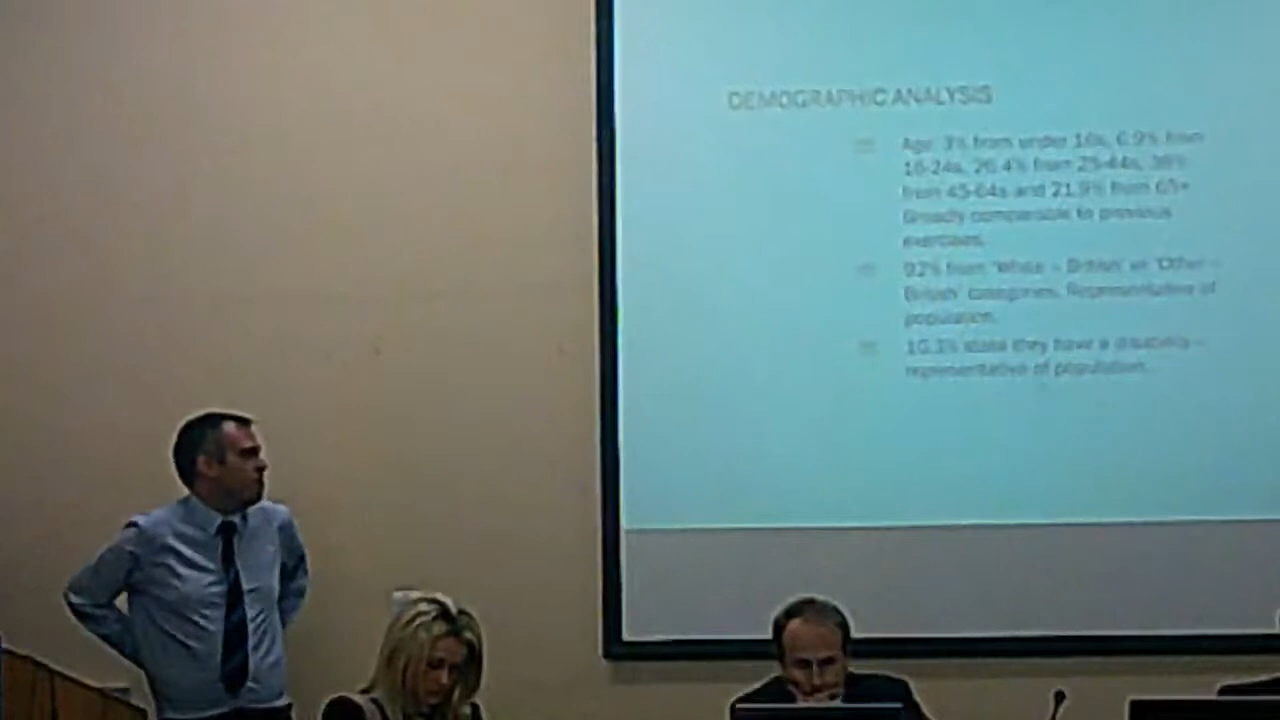 DEMOGRAPHIC ANALYSIS
Age: 3% from under 16s, 6.9% from
16-24s, 26.4% from 25-44s, 36%
from 45-64s and 21.9% from 65+
Broadly comparable to previous
exercises.
92% from 'White - British' or 'Other -
British' categories. Representative of
population.
10.1% state they have a disability -
representative of population.